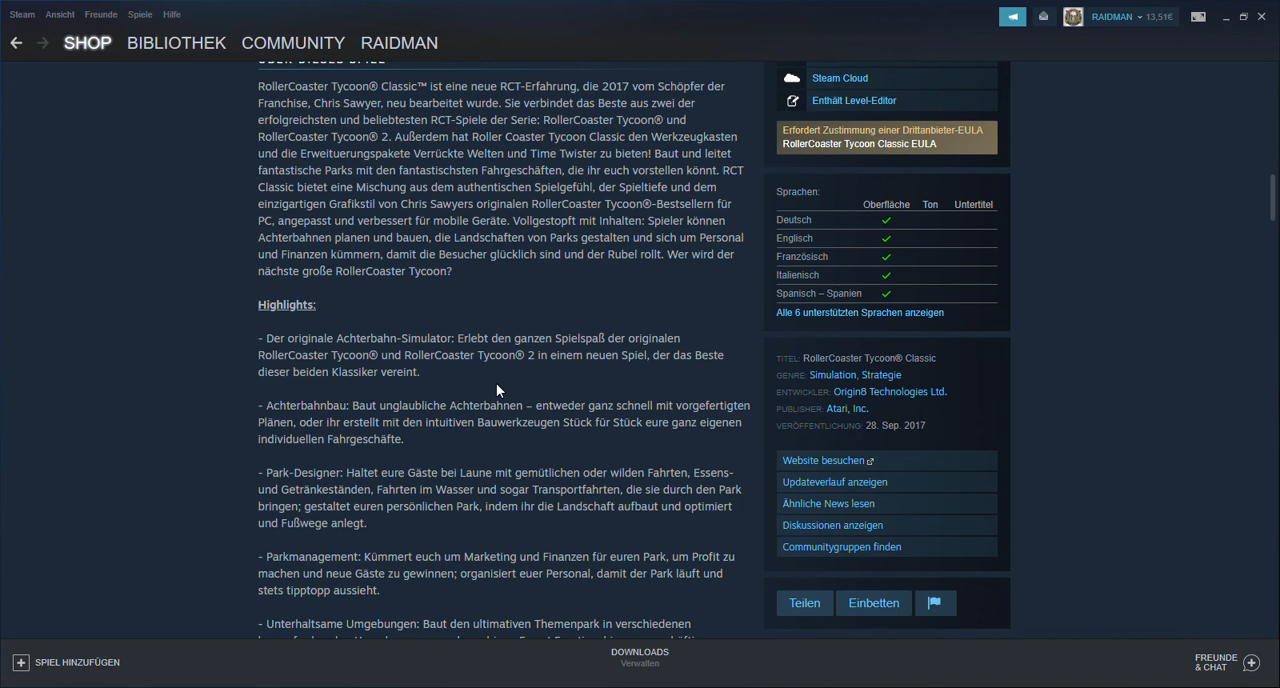 Steam Ansicht Freunde Spiele Hilfe
RAIDMAN 13,51€
SHOP BIBLIOTHEK COMMUNITY RAIDMAN
ÜBER DIESES SPIEL
RollerCoaster Tycoon® Classic™ ist eine neue RCT-Erfahrung, die 2017 vom Schöpfer der
Franchise, Chris Sawyer, neu bearbeitet wurde. Sie verbindet das Beste aus zwei der
erfolgreichsten und beliebtesten RCT-Spiele der Serie: RollerCoaster Tycoon® und
RollerCoaster Tycoon® 2. Außerdem hat Roller Coaster Tycoon Classic den Werkzeugkasten
und die Erweituerungspakete Verrückte Welten und Time Twister zu bieten! Baut und leitet
fantastische Parks mit den fantastischsten Fahrgeschäften, die ihr euch vorstellen könnt. RCT
Classic bietet eine Mischung aus dem authentischen Spielgefühl, der Spieltiefe und dem
einzigartigen Grafikstil von Chris Sawyers originalen RollerCoaster Tycoon®-Bestsellern für
PC, angepasst und verbessert für mobile Geräte. Vollgestopft mit Inhalten: Spieler können
Achterbahnen planen und bauen, die Landschaften von Parks gestalten und sich um Personal
und Finanzen kümmern, damit die Besucher glücklich sind und der Rubel rollt. Wer wird der
nächste große RollerCoaster Tycoon?
Highlights:
- Der originale Achterbahn-Simulator: Erlebt den ganzen Spielspaß der originalen
RollerCoaster Tycoon® und RollerCoaster Tycoon® 2 in einem neuen Spiel, der das Beste
dieser beiden Klassiker vereint.
- Achterbahnbau: Baut unglaubliche Achterbahnen – entweder ganz schnell mit vorgefertigten
Plänen, oder ihr erstellt mit den intuitiven Bauwerkzeugen Stück für Stück eure ganz eigenen
individuellen Fahrgeschäfte.
- Park-Designer: Haltet eure Gäste bei Laune mit gemütlichen oder wilden Fahrten, Essens-
und Getränkeständen, Fahrten im Wasser und sogar Transportfahrten, die sie durch den Park
bringen; gestaltet euren persönlichen Park, indem ihr die Landschaft aufbaut und optimiert
und Fußwege anlegt.
- Parkmanagement: Kümmert euch um Marketing und Finanzen für euren Park, um Profit zu
machen und neue Gäste zu gewinnen; organisiert euer Personal, damit der Park läuft und
stets tipptopp aussieht.
- Unterhaltsame Umgebungen: Baut den ultimativen Themenpark in verschiedenen
Steam Cloud
Enthält Level-Editor
Erfordert Zustimmung einer Drittanbieter-EULA
RollerCoaster Tycoon Classic EULA
Sprachen:
Oberfläche Ton Untertitel
Deutsch ✓
Englisch ✓
Französisch ✓
Italienisch ✓
Spanisch – Spanien ✓
Alle 6 unterstützten Sprachen anzeigen
TITEL: RollerCoaster Tycoon® Classic
GENRE: Simulation, Strategie
ENTWICKLER: Origin8 Technologies Ltd.
PUBLISHER: Atari, Inc.
VERÖFFENTLICHUNG: 28. Sep. 2017
Website besuchen
Updateverlauf anzeigen
Ähnliche News lesen
Diskussionen anzeigen
Communitygruppen finden
Teilen Einbetten
SPIEL HINZUFÜGEN
DOWNLOADS
Verwalten
FREUNDE
& CHAT